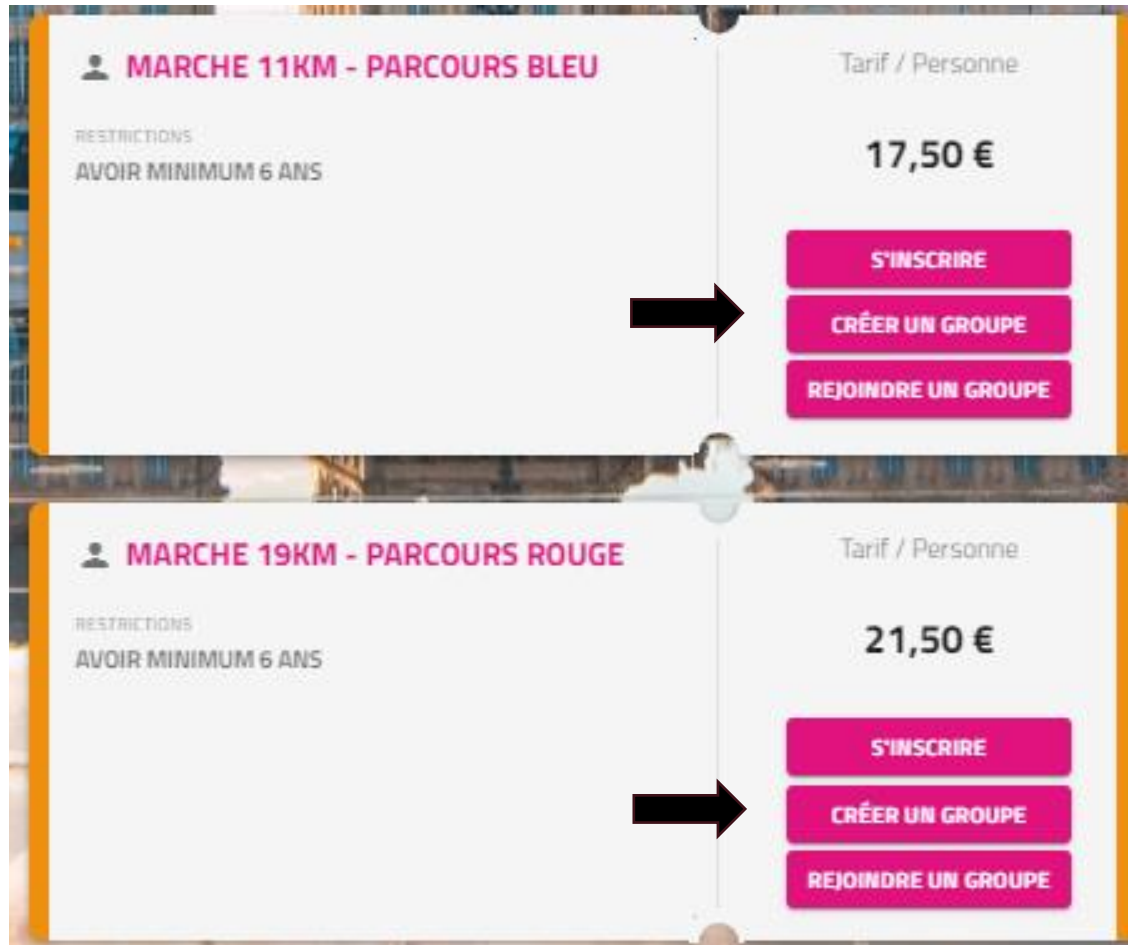 MARCHE 11KM - PARCOURS BLEU
Tarif / Personne
RESTRICTIONS
AVOIR MINIMUM 6 ANS
17,50 €
S'INSCRIRE
CRÉER UN GROUPE
REJOINDRE UN GROUPE
MARCHE 19KM - PARCOURS ROUGE
Tarif / Personne
RESTRICTIONS
AVOIR MINIMUM 6 ANS
21,50 €
S'INSCRIRE
CRÉER UN GROUPE
REJOINDRE UN GROUPE